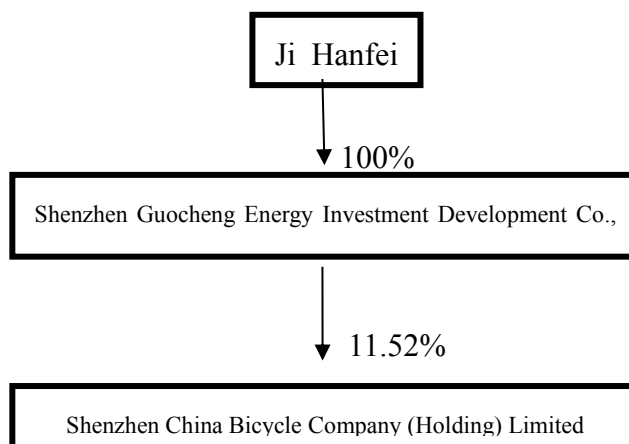 Ji Hanfei
100%
Shenzhen Guocheng Energy Investment Development Co.,
11.52%
Shenzhen China Bicycle Company (Holding) Limited